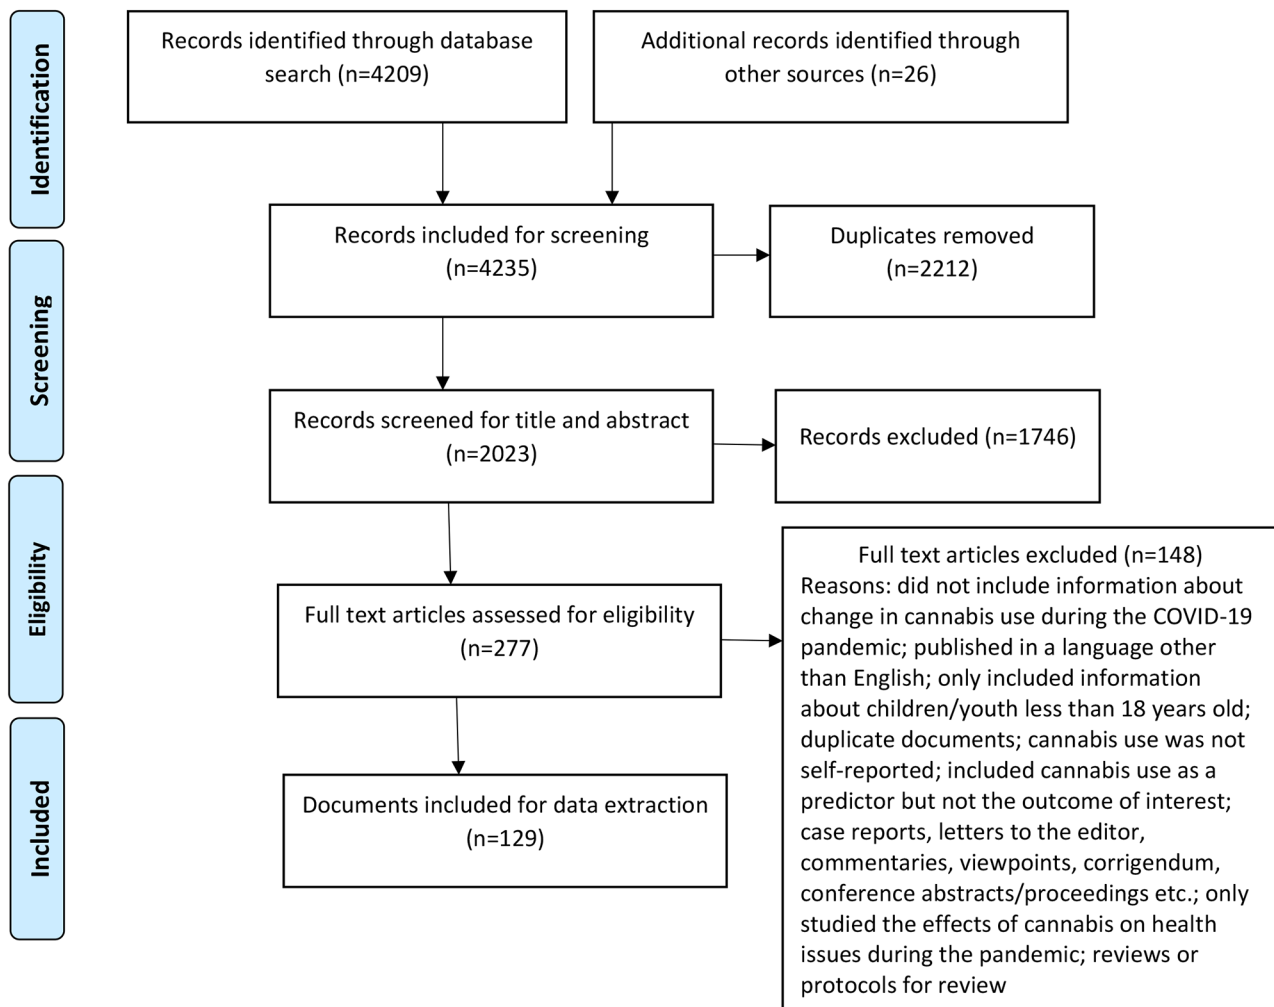 Identification
Records identified through database
search (n=4209)
Additional records identified through
other sources (n=26)
Records included for screening
(n=4235)
Duplicates removed
(n=2212)
Screening
Records screened for title and abstract
(n=2023)
Records excluded (n=1746)
Eligibility
Full text articles assessed for eligibility
(n=277)
Full text articles excluded (n=148)
Reasons: did not include information about
change in cannabis use during the COVID-19
pandemic; published in a language other
than English; only included information
about children/youth less than 18 years old;
duplicate documents; cannabis use was not
self-reported; included cannabis use as a
predictor but not the outcome of interest;
case reports, letters to the editor,
commentaries, viewpoints, corrigendum,
conference abstracts/proceedings etc.; only
studied the effects of cannabis on health
issues during the pandemic; reviews or
protocols for review
Included
Documents included for data extraction
(n=129)